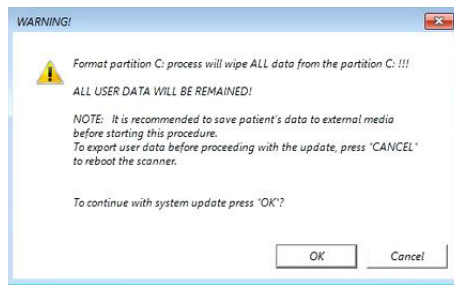 WARNING!
Format partition C: process will wipe ALL data from the partition C: !!!
ALL USER DATA WILL BE REMAINED!
NOTE: It is recommended to save patient's data to external media
before starting this procedure.
To export user data before proceeding with the update, press "CANCEL"
to reboot the scanner.
To continue with system update press "OK"?
OK
Cancel